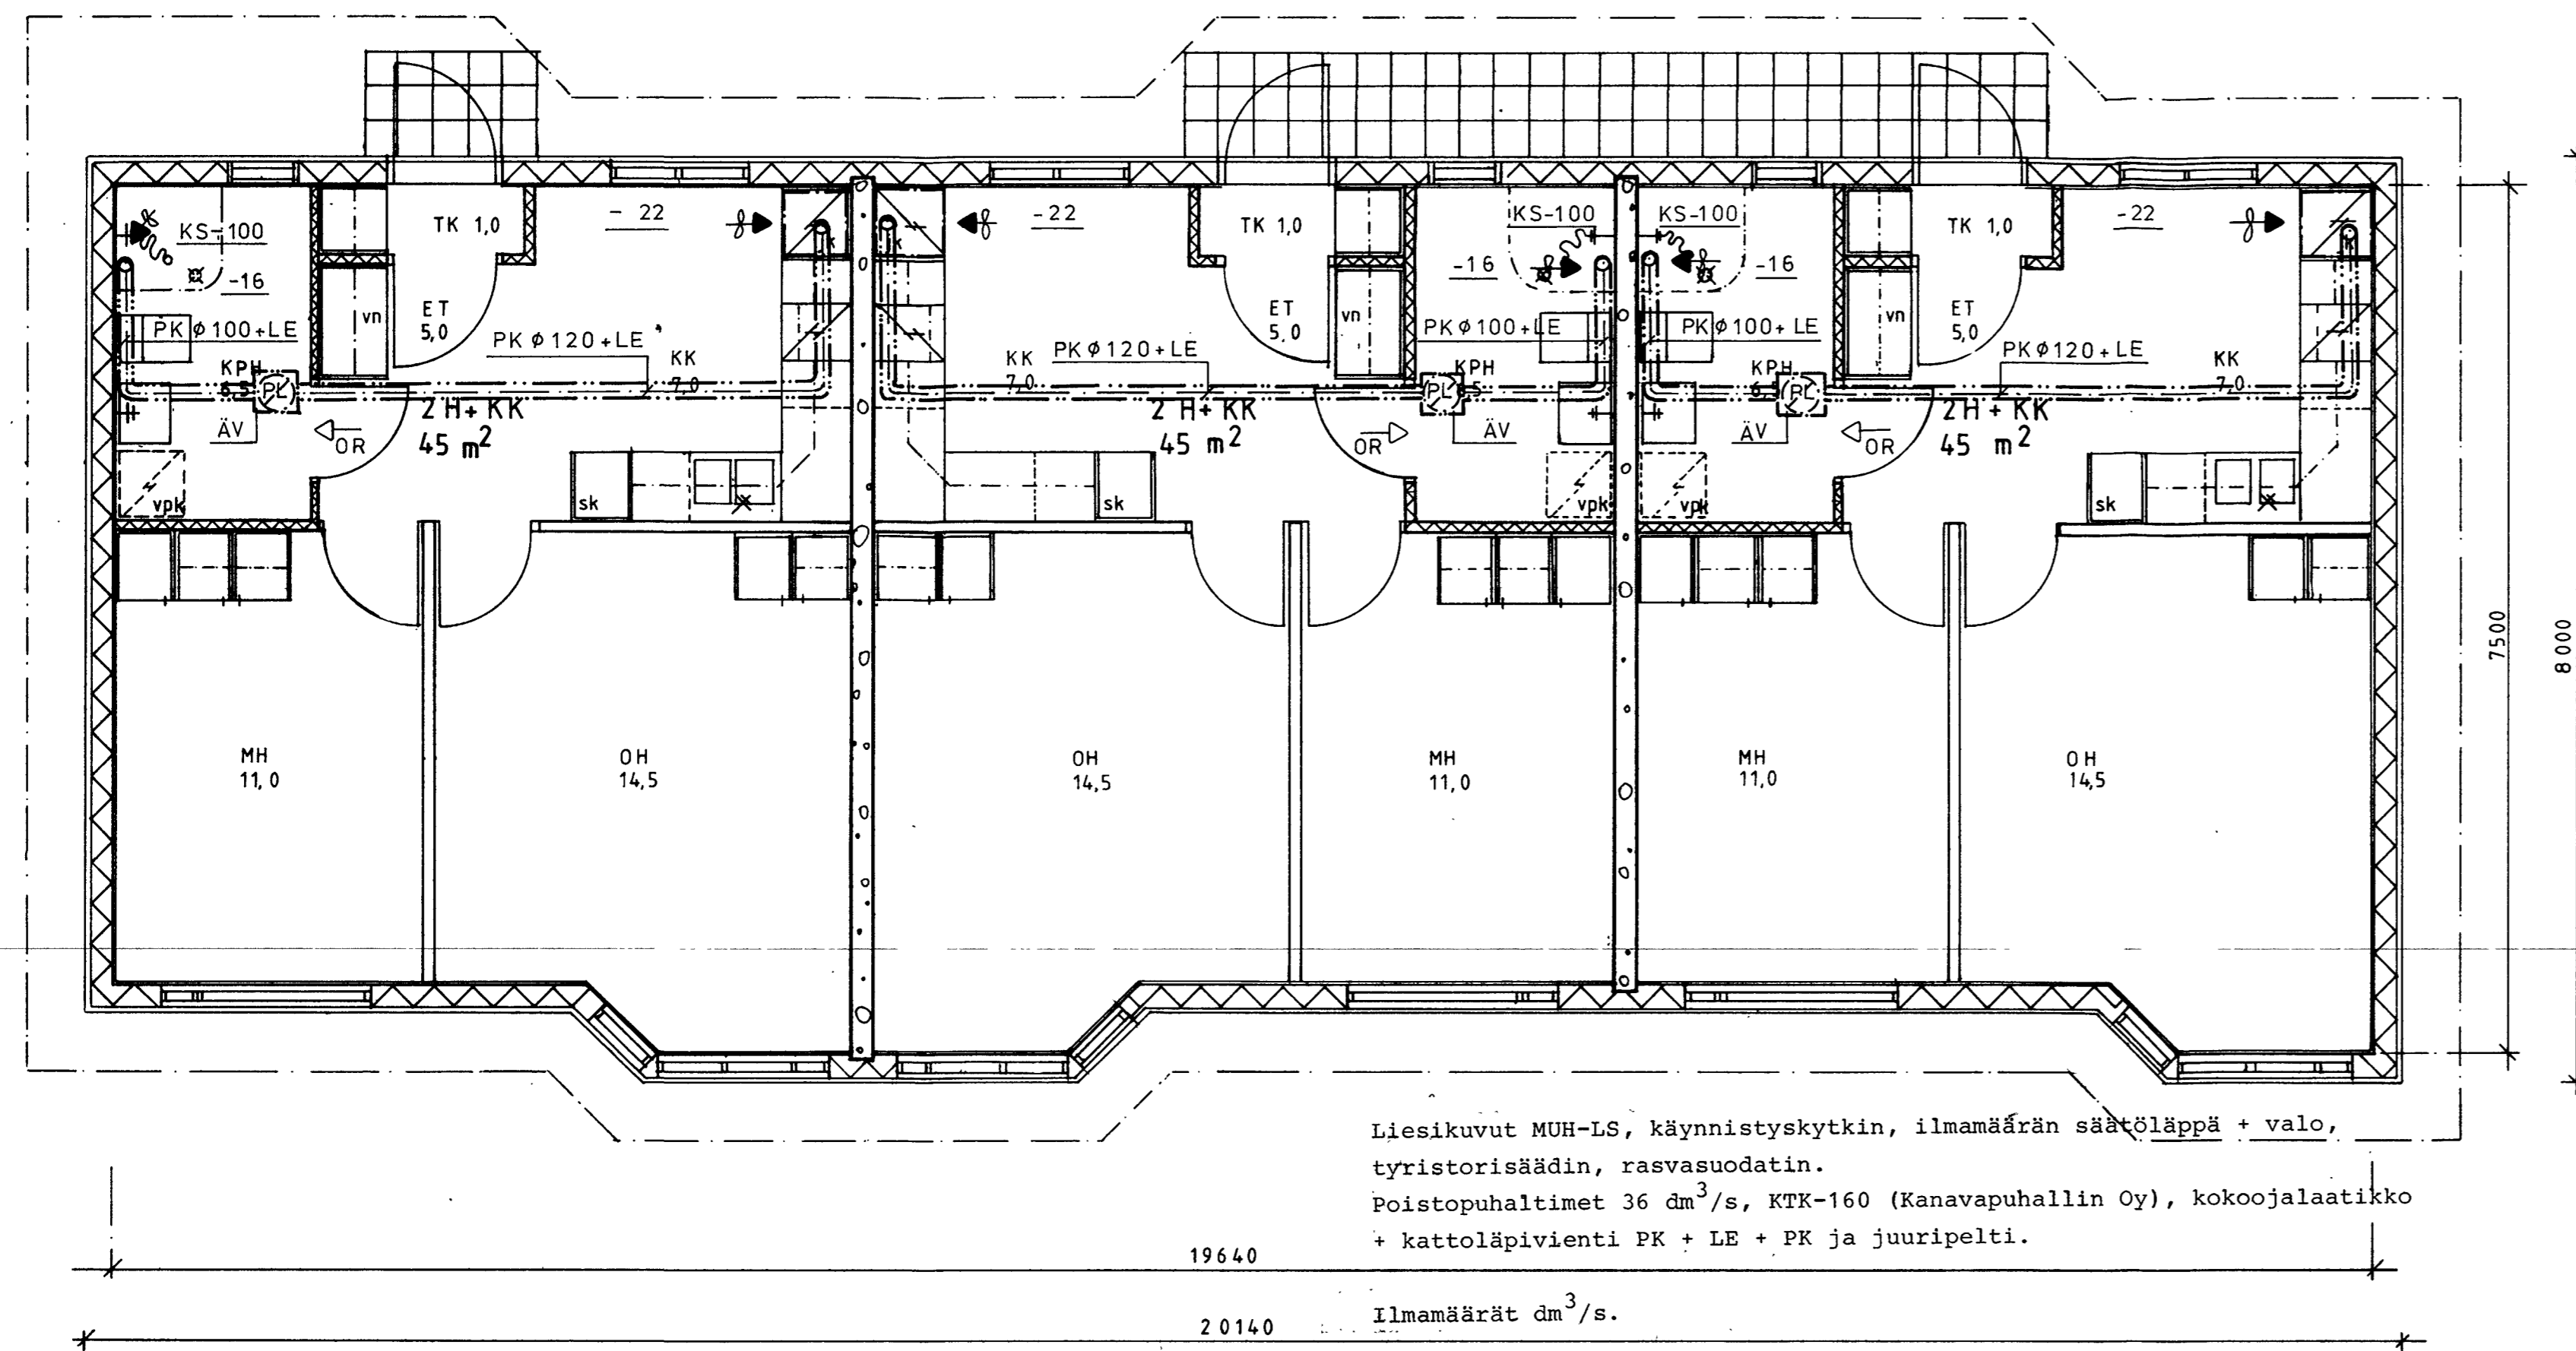 KS-100
-16
PK Ø 100+LE
KPH
6,5
PL
ÄV
OR
vpk
TK 1,0
vn
ET
5,0
- 22
PK Ø 120+LE
KK
7,0
2 H+ KK
45 m²
sk
MH
11,0
OH
14,5
-22
TK 1,0
ET
5,0
vn
KK
7,0
PK Ø 120+LE
2 H+ KK
45 m²
sk
KS-100
-16
PK Ø 100+LE
KPH
PL
ÄV
OR
vpk
OH
14,5
MH
11,0
KS-100
-16
PK Ø 100+LE
KPH
PL
ÄV
OR
vpk
TK 1,0
vn
ET
5,0
-22
PK Ø 120+LE
KK
7,0
2 H+ KK
45 m²
sk
MH
11,0
OH
14,5
7500
8000
Liesikuvut MUH-LS, käynnistyskytkin, ilmamäärän säätöläppä + valo,
tyristorisäädin, rasvasuodatin.
Poistopuhaltimet 36 dm³/s, KTK-160 (Kanavapuhallin Oy), kokoojalaatikko
+ kattoläpivienti PK + LE + PK ja juuripelti.
19640
Ilmamäärät dm³/s.
20140